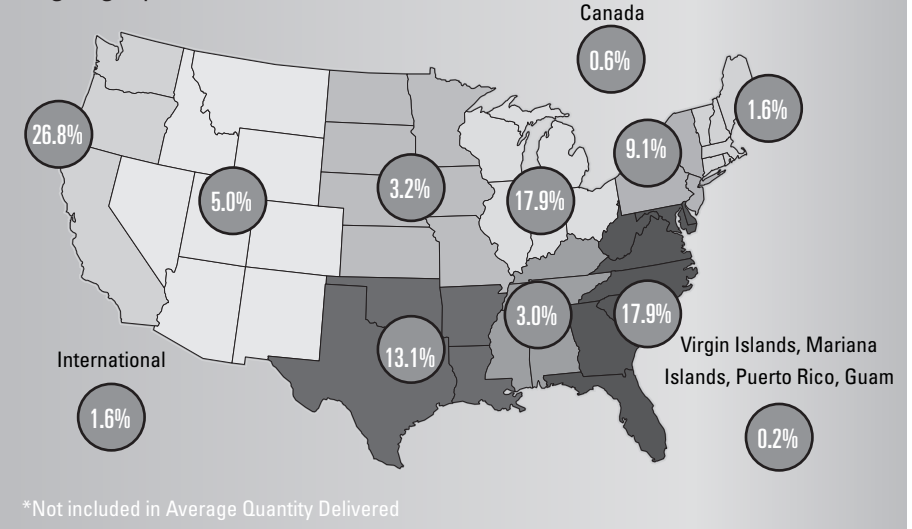 Canada
0.6%
1.6%
26.8%
9.1%
5.0%
3.2%
17.9%
3.0%
17.9%
13.1%
Virgin Islands, Mariana
Islands, Puerto Rico, Guam
International
1.6%
0.2%
*Not included in Average Quantity Delivered